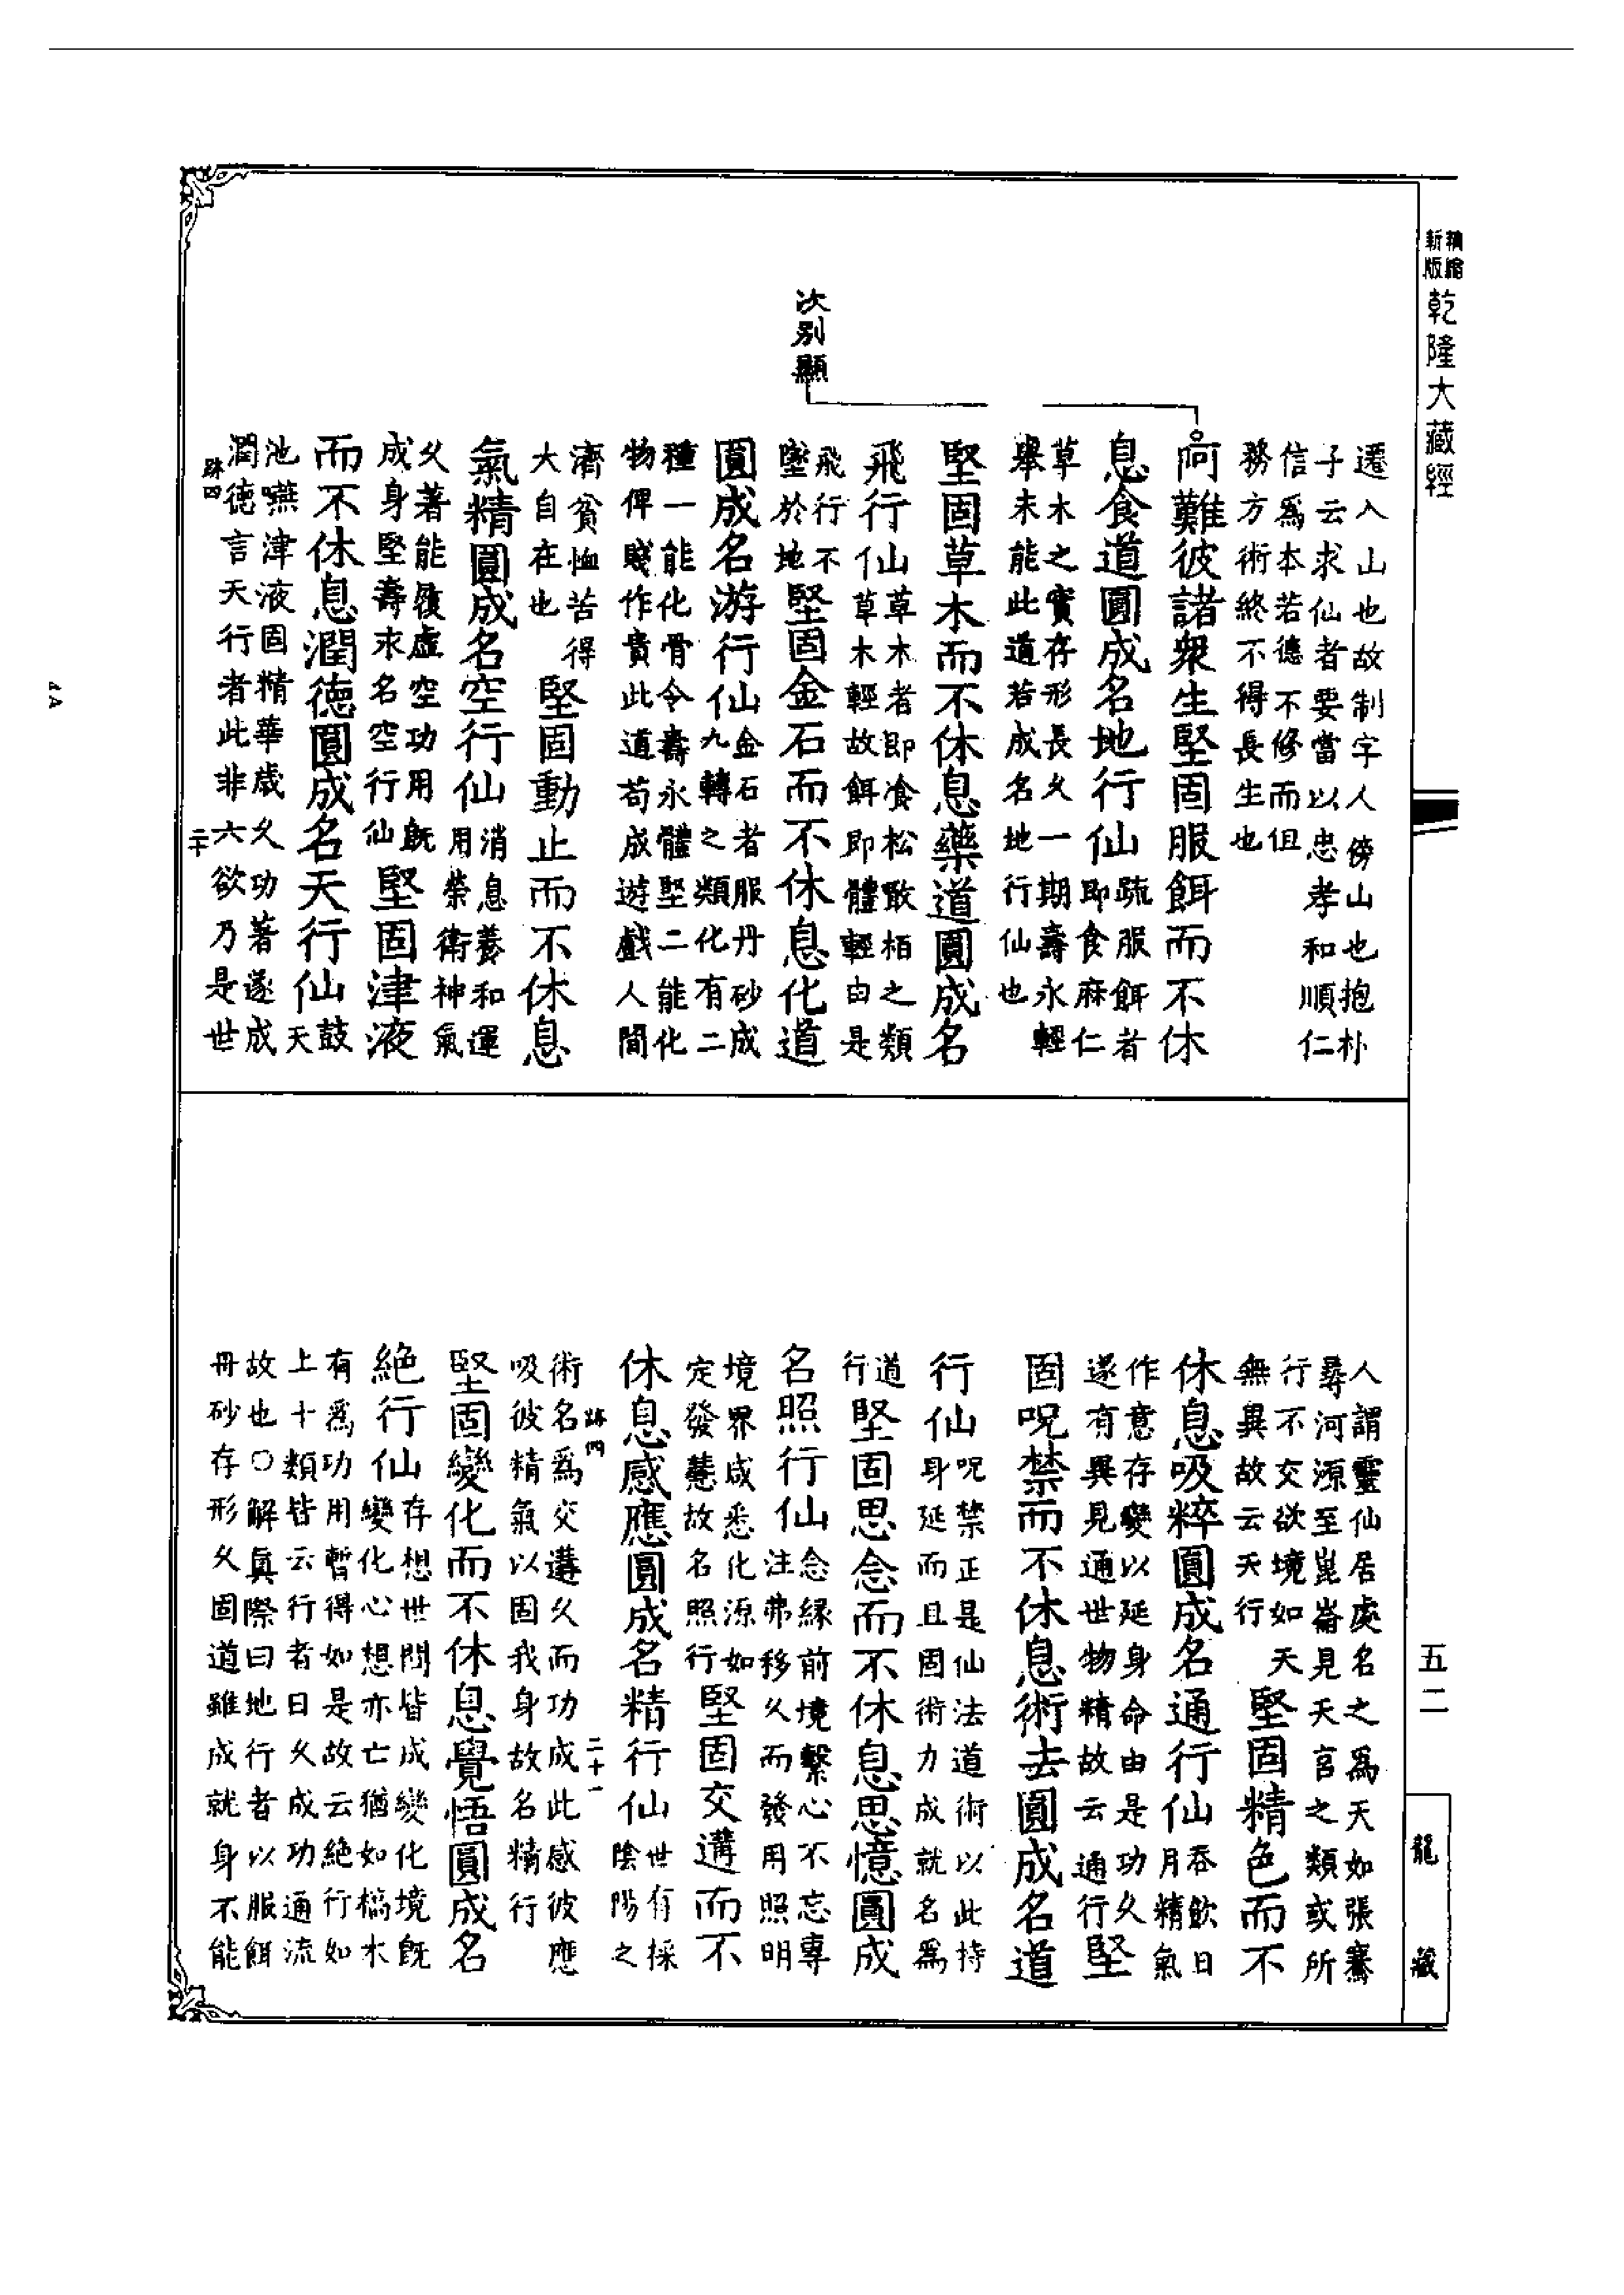 精縮新版乾隆大藏經
次別顯
遷入山也故制字人傍山也抱朴
子云求仙者要當以忠孝和順仁
信爲本若德不修而但
務方術終不得長生也
阿難彼諸衆生堅固服餌而不休
息食道圓成名地行仙疏服餌者
即食麻仁
草木之實存形長久一期壽永輕
舉未能此道若成名地行仙也
堅固草木而不休息藥道圓成名
飛行仙草木者即飡松噉栢之類
草木輕故餌即體輕由是
飛行不
墜於地堅固金石而不休息化道
圓成名游行仙金石者服丹砂成
九轉之類化有二
種一能化骨令壽永體堅二能化
物俾賤作貴此道苟成遊戲人間
濟貧恤苦得
大自在也堅固動止而不休息
氣精圓成名空行仙消息養和運
用榮衛神氣
久著能履虛空功用既
成身堅壽求名空行仙堅固津液
而不休息潤德圓成名天行仙鼓
天
池嚥津液固精華歲久功著遂成
潤德言天行者此非六欲乃是世
䟽四
二十
人謂靈仙居處名之爲天如張騫
尋河源至崑崙見天宫之類或所
行不交欲境如天
無異故云天行堅固精色而不
休息吸粹圓成名通行仙吞飲日
月精氣
作意存變以延身命由是功久
遂有異見通世物精故云通行堅
固呪禁而不休息術去圓成名道
行仙呪禁正是仙法道術以此持
身延而且固術力成就名爲
道
行堅固思念而不休息思憶圓成
名照行仙念緣前境繫心不忘專
注弗移久而發用照明
境界成悉化源如
定發慧故名照行堅固交遘而不
休息感應圓成名精行仙世有採
陰陽之
䟽四
二十一
術名爲交遘久而功成此感彼應
吸彼精氣以固我身故名精行
堅固變化而不休息覺悟圓成名
絶行仙存想世間皆成變化境既
變化心想亦亡猶如槁木
有爲功用暫得如是故云絶行如
上十類皆云行者日久成功通流
故也○解真際曰地行者以服餌
丹砂存形久固道雖成就身不能
五二
龍藏